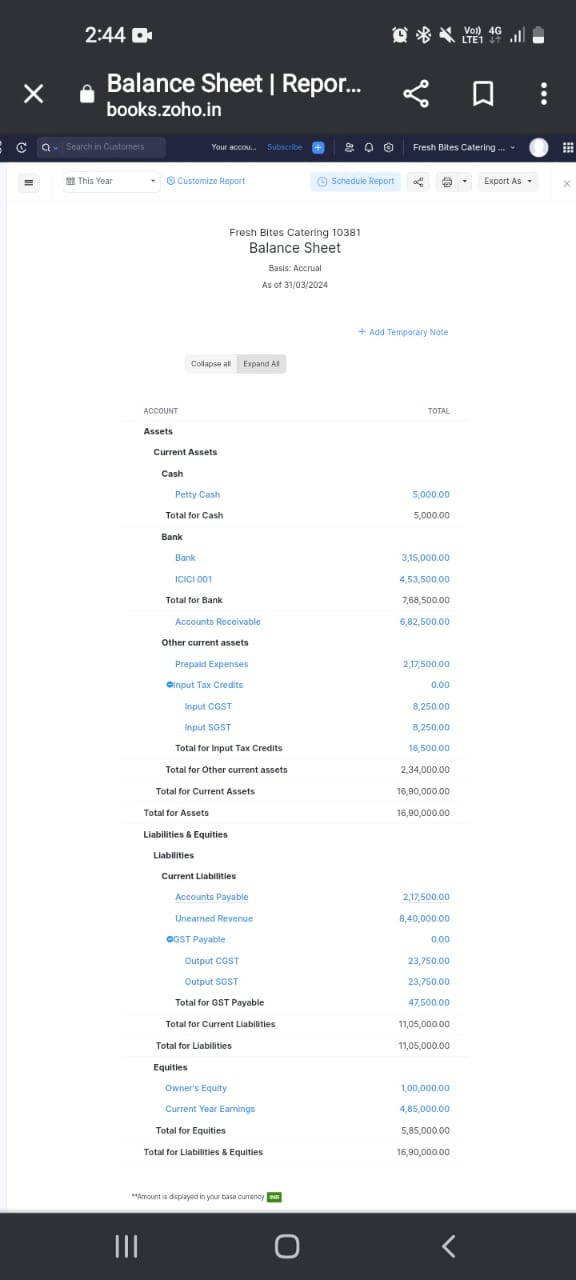 2:44
Vo)) 4G
LTE1
Balance Sheet | Repor...
books.zoho.in
Search in Customers Your accou... Subscribe Fresh Bites Catering ...
This Year Customize Report Schedule Report Export As
Fresh Bites Catering 10381
Balance Sheet
Basis: Accrual
As of 31/03/2024
+ Add Temporary Note
Collapse all Expand All
ACCOUNT TOTAL
Assets
Current Assets
Cash
Petty Cash 5,000.00
Total for Cash 5,000.00
Bank
Bank 3,15,000.00
ICICI 001 4,53,500.00
Total for Bank 7,68,500.00
Accounts Receivable 6,82,500.00
Other current assets
Prepaid Expenses 2,17,500.00
Input Tax Credits 0.00
Input CGST 8,250.00
Input SGST 8,250.00
Total for Input Tax Credits 16,500.00
Total for Other current assets 2,34,000.00
Total for Current Assets 16,90,000.00
Total for Assets 16,90,000.00
Liabilities & Equities
Liabilities
Current Liabilities
Accounts Payable 2,17,500.00
Unearned Revenue 8,40,000.00
GST Payable 0.00
Output CGST 23,750.00
Output SGST 23,750.00
Total for GST Payable 47,500.00
Total for Current Liabilities 11,05,000.00
Total for Liabilities 11,05,000.00
Equities
Owner's Equity 1,00,000.00
Current Year Earnings 4,85,000.00
Total for Equities 5,85,000.00
Total for Liabilities & Equities 16,90,000.00
**Amount is displayed in your base currency INR